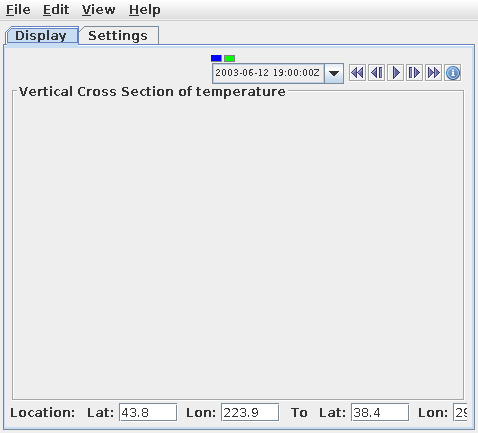 File Edit View Help
Display Settings
2003-06-12 19:00:00Z
Vertical Cross Section of temperature
Location: Lat: 43.8 Lon: 223.9 To Lat: 38.4 Lon: